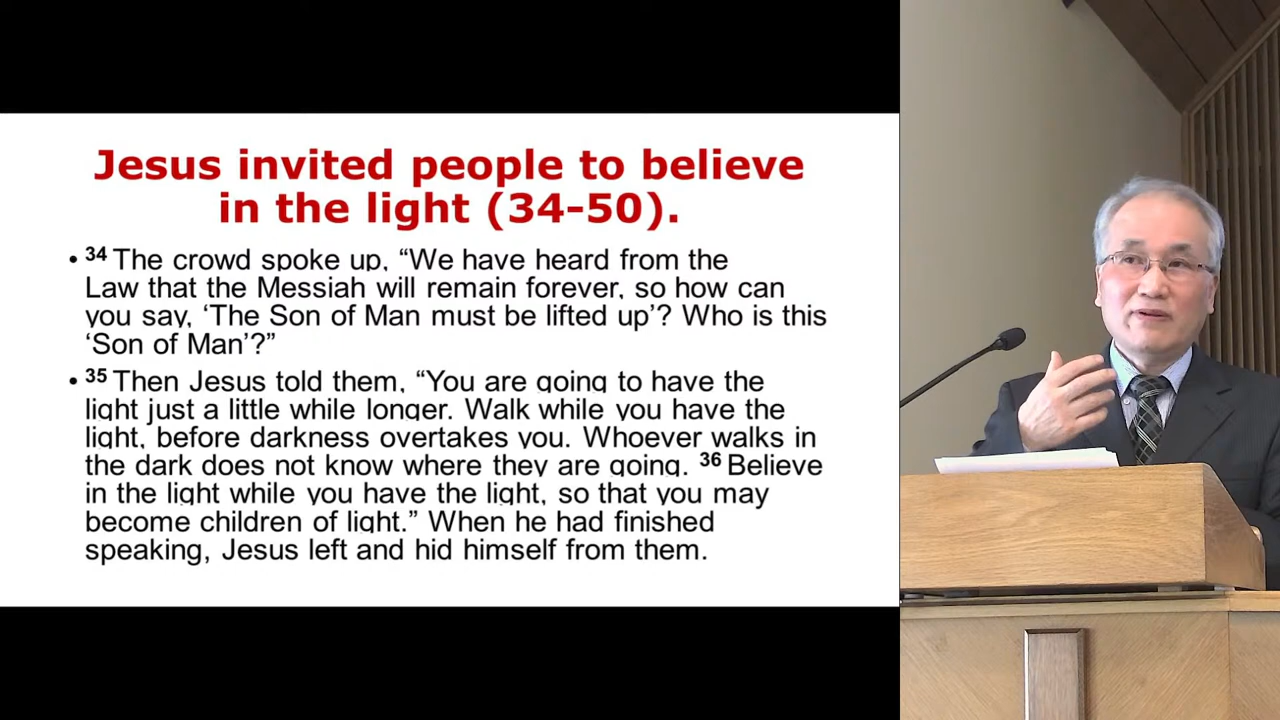 Jesus invited people to believe
in the light (34-50).
• 34 The crowd spoke up, “We have heard from the
Law that the Messiah will remain forever, so how can
you say, ‘The Son of Man must be lifted up’? Who is this
‘Son of Man’?”
• 35 Then Jesus told them, “You are going to have the
light just a little while longer. Walk while you have the
light, before darkness overtakes you. Whoever walks in
the dark does not know where they are going. 36 Believe
in the light while you have the light, so that you may
become children of light.” When he had finished
speaking, Jesus left and hid himself from them.